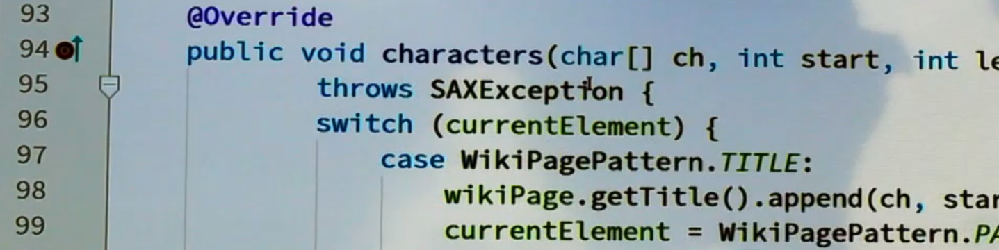 93 @Override
94 public void characters(char[] ch, int start, int le
95 throws SAXException {
96 switch (currentElement) {
97 case WikiPagePattern.TITLE:
98 wikiPage.getTitle().append(ch, star
99 currentElement = WikiPagePattern.PA